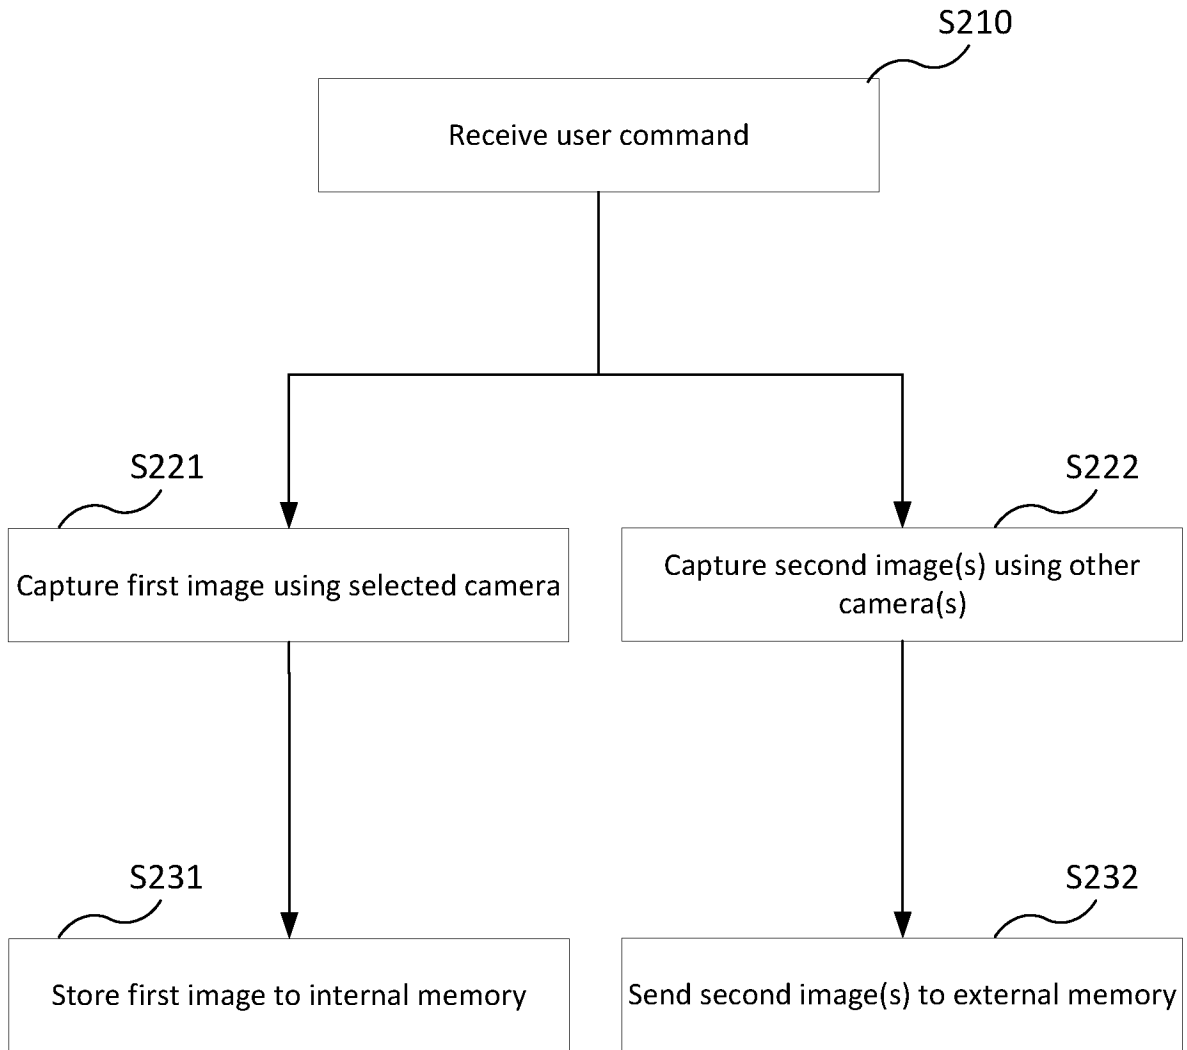 S210
Receive user command
S221
S222
Capture first image using selected camera
Capture second image(s) using other
camera(s)
S231
S232
Store first image to internal memory
Send second image(s) to external memory